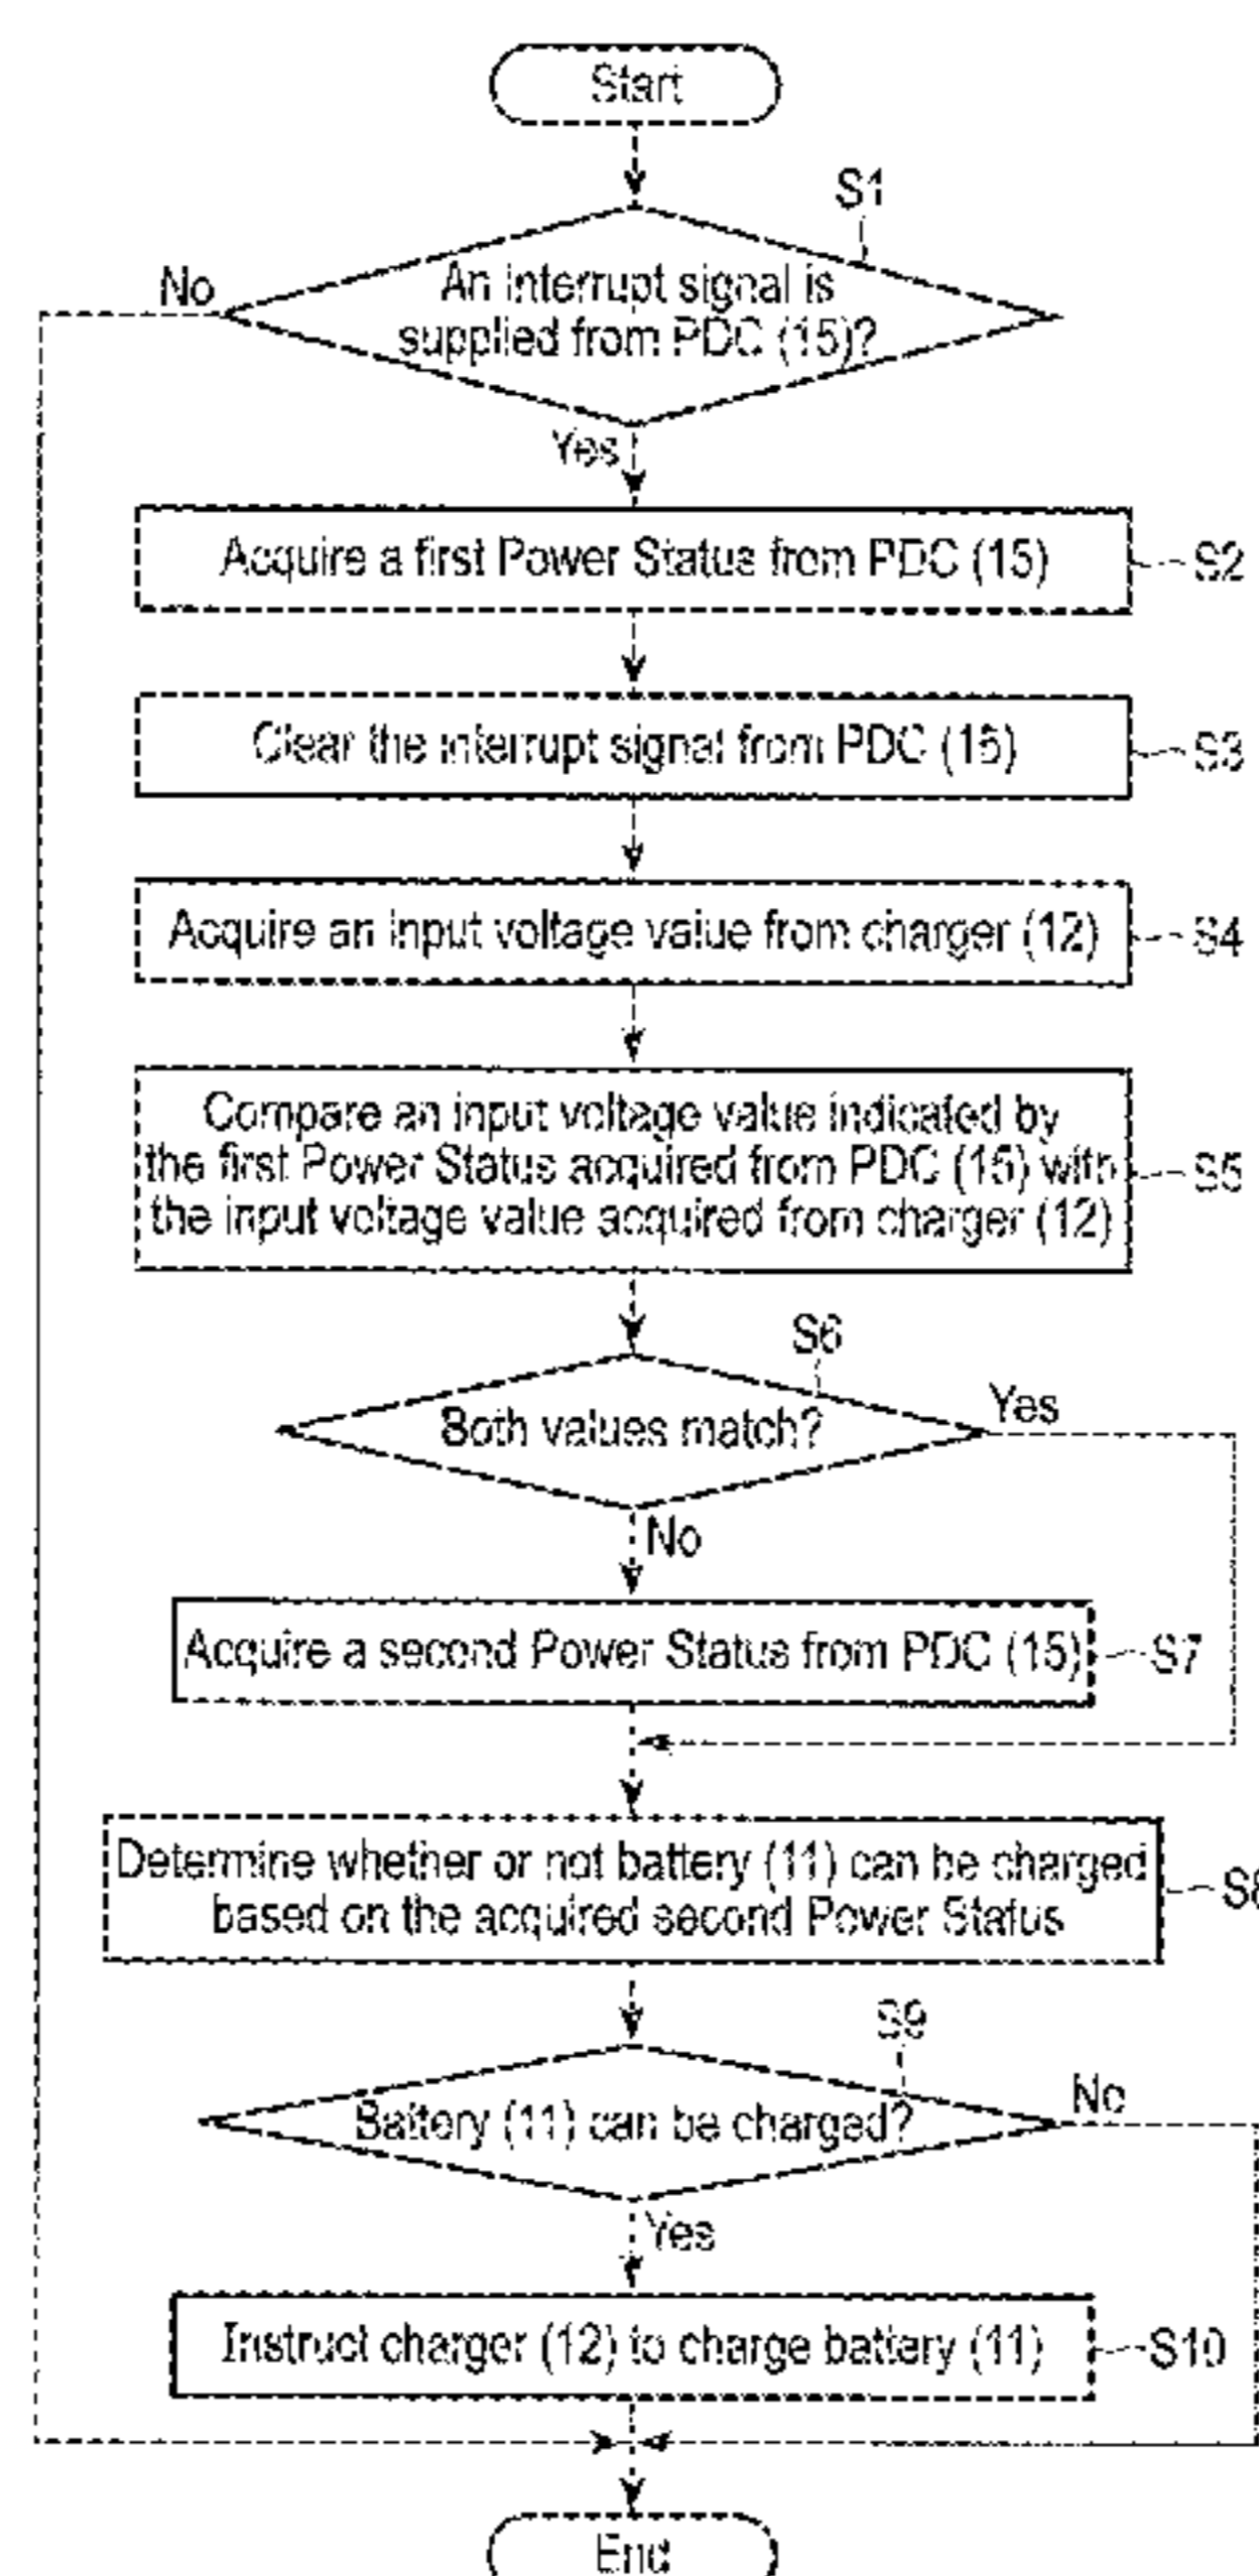 Start
S1
No
An interrupt signal is
supplied from PDC (15)?
Yes
Acquire a first Power Status from PDC (15)
S2
Clear the interrupt signal from PDC (15)
S3
Acquire an input voltage value from charger (12)
S4
Compare an input voltage value indicated by
the first Power Status acquired from PDC (15) with
the input voltage value acquired from charger (12)
S5
S6
Both values match?
Yes
No
Acquire a second Power Status from PDC (15)
S7
Determine whether or not battery (11) can be charged
based on the acquired second Power Status
S8
S9
Battery (11) can be charged?
No
Yes
Instruct charger (12) to charge battery (11)
S10
End